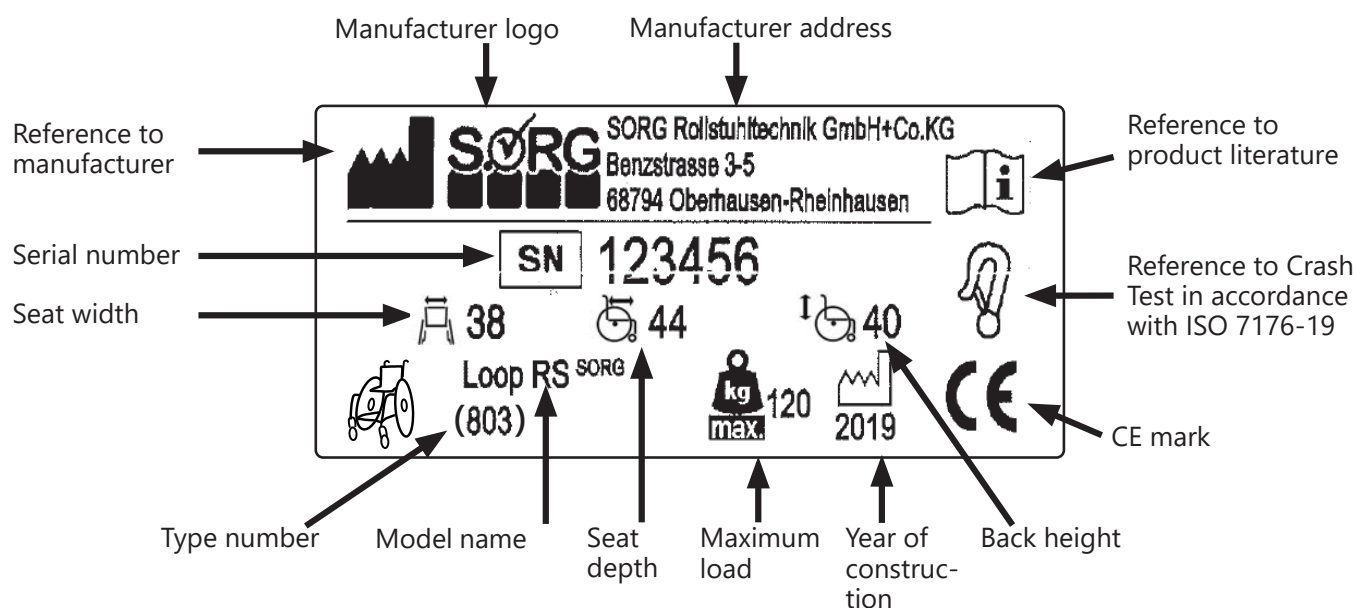 Manufacturer logo
Manufacturer address
Reference to
manufacturer
SORG
SORG Rollstuhltechnik GmbH+Co.KG
Benzstrasse 3-5
68794 Oberhausen-Rheinhausen
i
Reference to
product literature
Serial number
SN 123456
Reference to Crash
Test in accordance
with ISO 7176-19
Seat width
38
44
40
Loop RS SORG
(803)
kg
max.
120
2019
CE
CE mark
Type number
Model name
Seat
depth
Maximum
load
Year of
construc-
tion
Back height